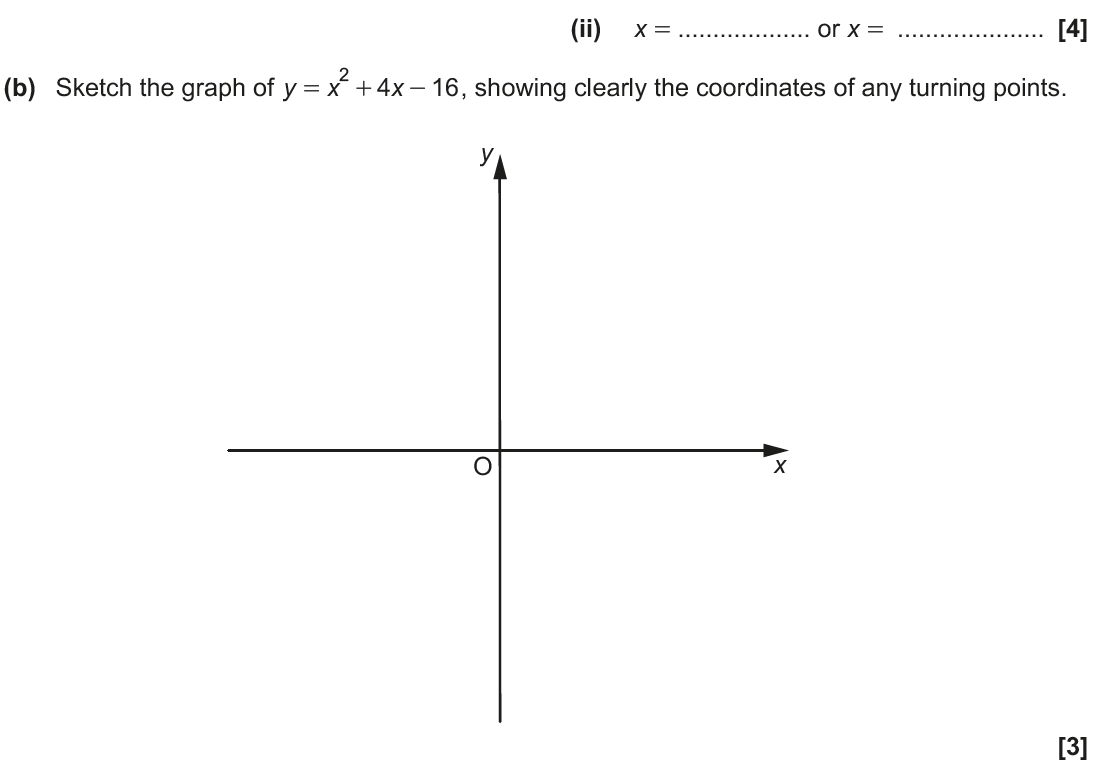 (ii) x = ................... or x = ..................... [4]
(b) Sketch the graph of y = x² + 4x − 16, showing clearly the coordinates of any turning points.
y
O
x
[3]